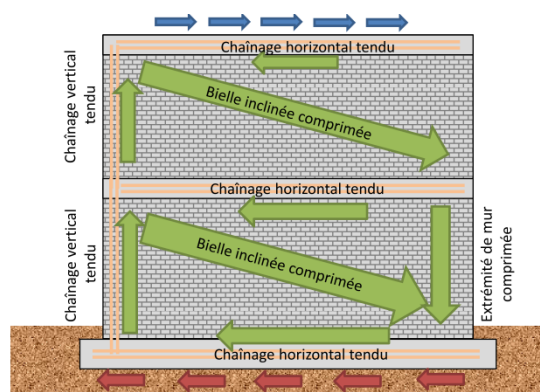 Chaînage horizontal tendu
Chaînage vertical
tendu
Bielle inclinée comprimée
Chaînage horizontal tendu
Chaînage vertical
tendu
Bielle inclinée comprimée
Extrémité de mur
comprimée
Chaînage horizontal tendu